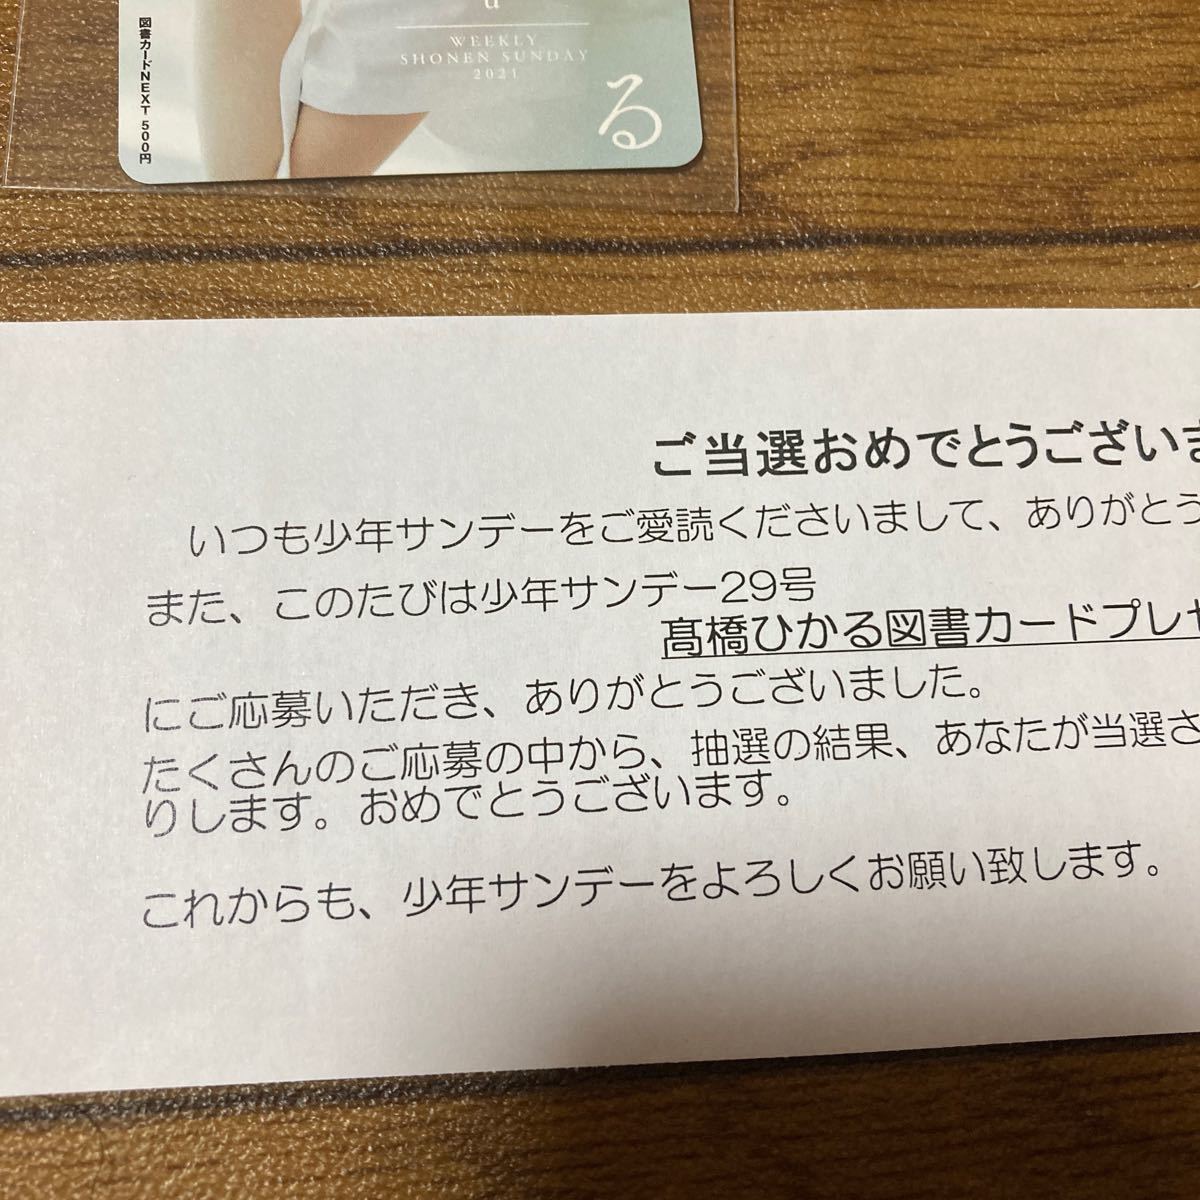 u
WEEKLY
SHONEN SUNDAY
2021
る
図書カードNEXT 500円
ご当選おめでとうございま
いつも少年サンデーをご愛読くださいまして、ありがとう
また、このたびは少年サンデー29号
髙橋ひかる図書カードプレゼ
にご応募いただき、ありがとうございました。
たくさんのご応募の中から、抽選の結果、あなたが当選さ
りします。おめでとうございます。
これからも、少年サンデーをよろしくお願い致します。